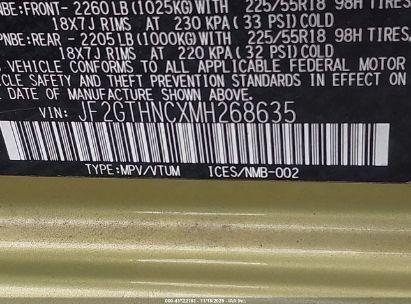 PNBE:FRONT- 2260 LB (1025KG) WITH 225/55R18 98H TIRES,
18X7J RIMS AT 230 KPA (33 PSI) COLD
PNBE:REAR - 2205 LB (1000KG) WITH 225/55R18 98H TIRES,
18X7J RIMS AT 220 KPA (32 PSI) COLD
VEHICLE CONFORMS TO ALL APPLICABLE FEDERAL MOTOR
VEHICLE SAFETY AND THEFT PREVENTION STANDARDS IN EFFECT ON
DATE OF MANUFACTURE SHOWN ABOVE.
VIN: JF2GTHNCXMH268635
TYPE:MPV/VTUM ICES/NMB-002